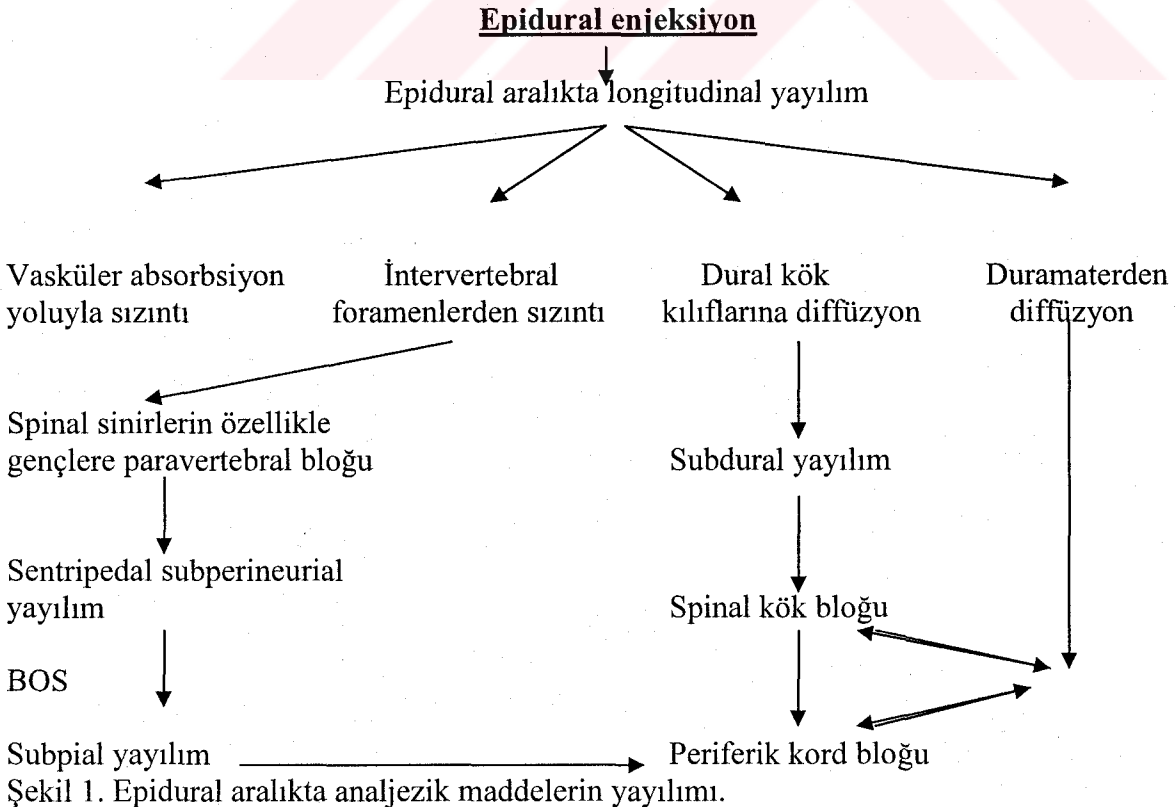 Epidural enjeksiyon
Epidural aralıkta longitudinal yayılım
Vasküler absorbsiyon
yoluyla sızıntı
İntervertebral
foramenlerden sızıntı
Dural kök
kılıflarına diffüzyon
Duramaterden
diffüzyon
Spinal sinirlerin özellikle
gençlere paravertebral bloğu
Subdural yayılım
Sentripedal subperineurial
yayılım
Spinal kök bloğu
BOS
Subpial yayılım
Periferik kord bloğu
Şekil 1. Epidural aralıkta analjezik maddelerin yayılımı.